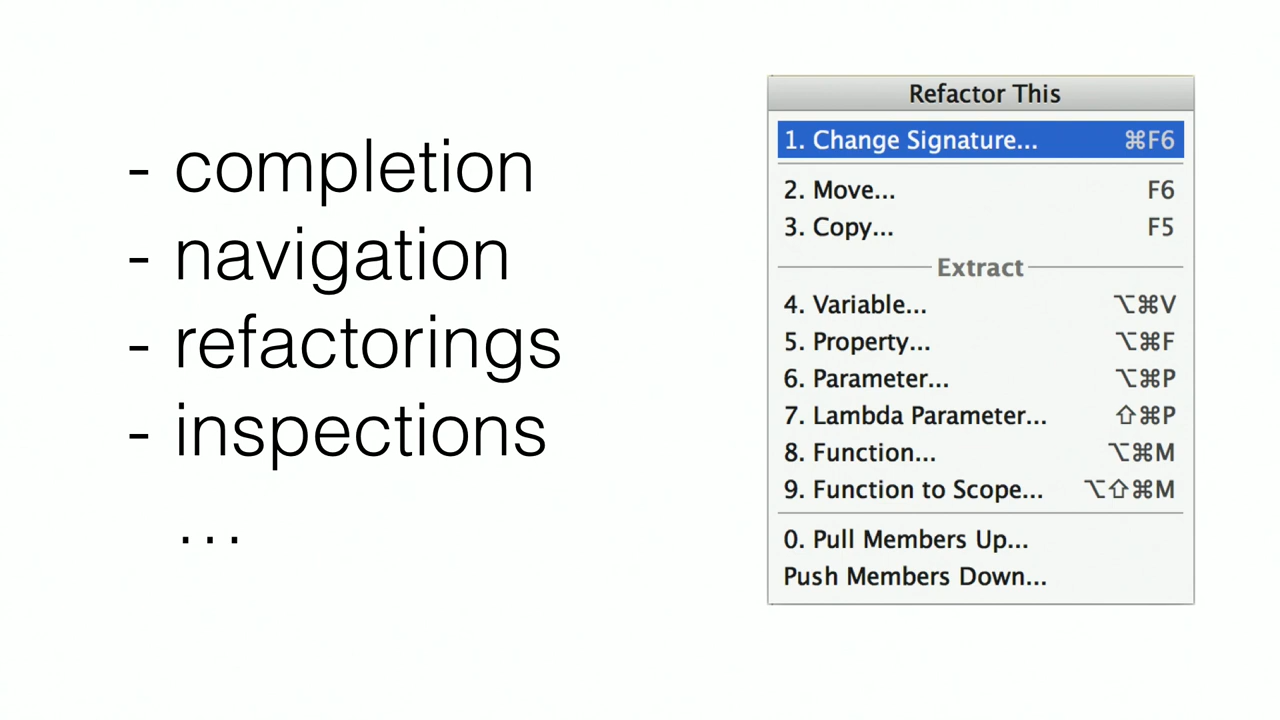 - completion
- navigation
- refactorings
- inspections
...
Refactor This
1. Change Signature... ⌘F6
2. Move... F6
3. Copy... F5
Extract
4. Variable... ⌥⌘V
5. Property... ⌥⌘F
6. Parameter... ⌥⌘P
7. Lambda Parameter... ⇧⌘P
8. Function... ⌥⌘M
9. Function to Scope... ⌥⇧⌘M
0. Pull Members Up...
Push Members Down...